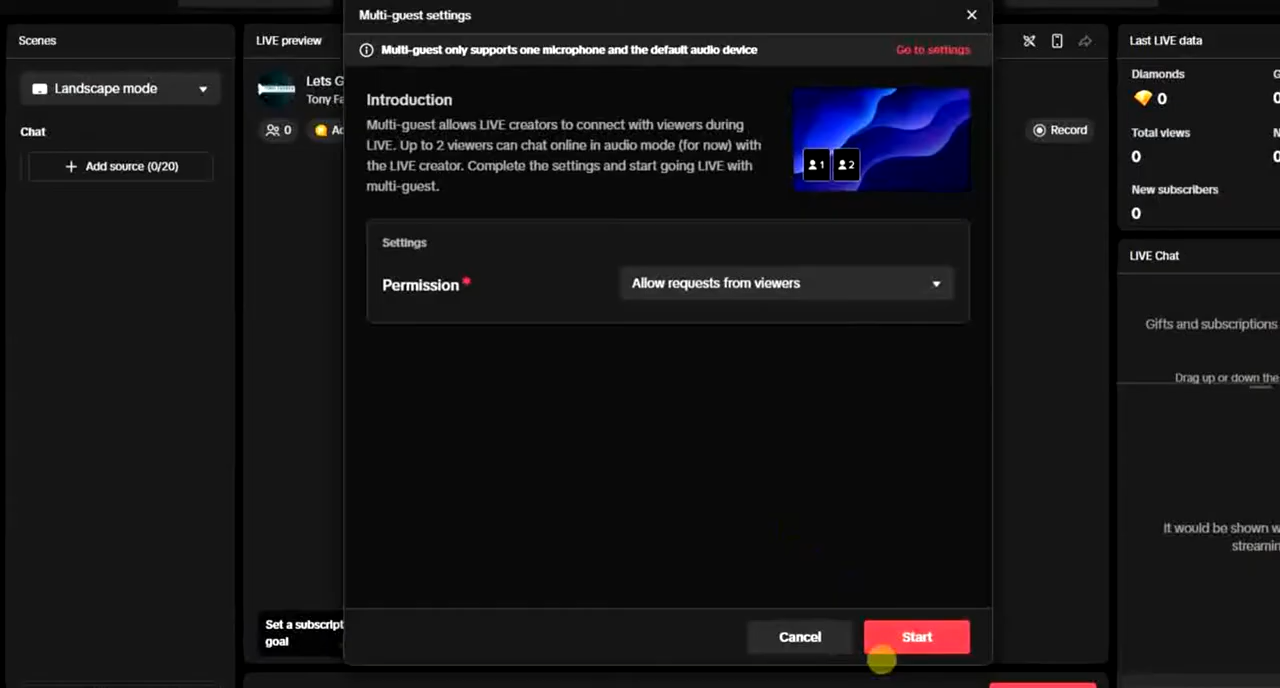 Multi-guest settings
Multi-guest only supports one microphone and the default audio device
Go to settings
Introduction
Multi-guest allows LIVE creators to connect with viewers during
LIVE. Up to 2 viewers can chat online in audio mode (for now) with
the LIVE creator. Complete the settings and start going LIVE with
multi-guest.
1
2
Settings
Permission*
Allow requests from viewers
Cancel
Start
Scenes
Landscape mode
Chat
+ Add source (0/20)
LIVE preview
Lets G
Tony Fa
0
Ac
Set a subscript
goal
Record
Last LIVE data
Diamonds
0
Total views
0
New subscribers
0
LIVE Chat
Gifts and subscriptions
Drag up or down the
It would be shown w
streamin